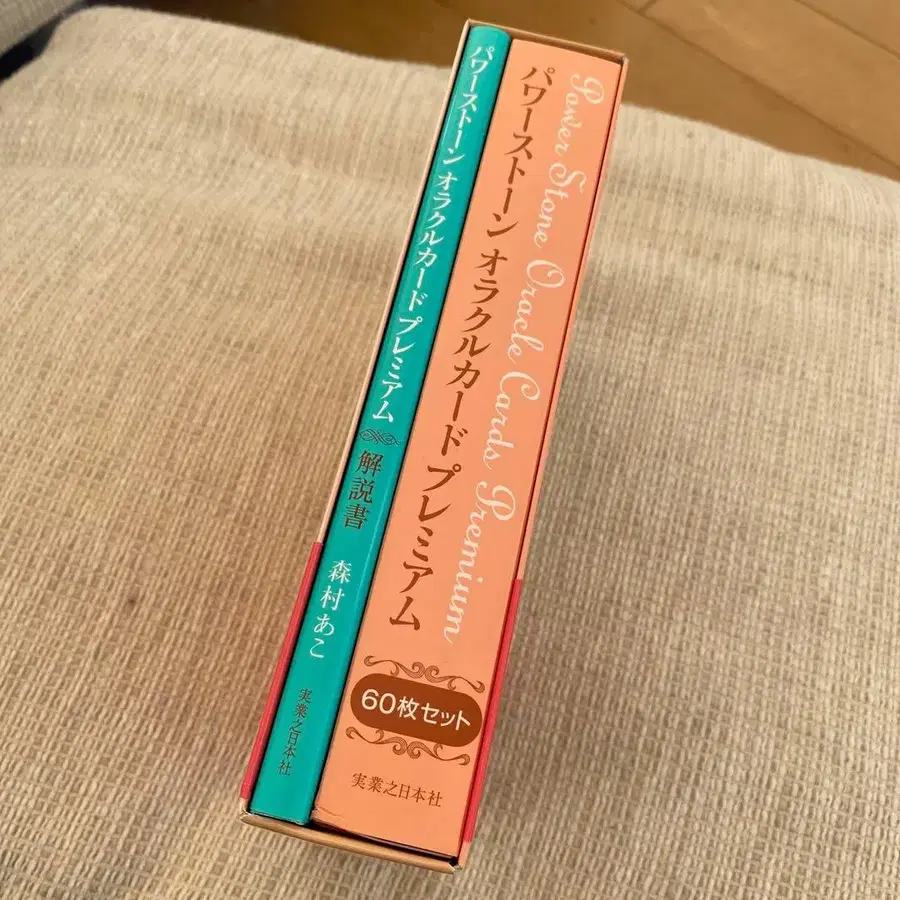 パワーストーン オラクルカード プレミアム 解説書
森村あこ
実業之日本社
Power Stone Oracle Cards Premium
パワーストーン オラクルカード プレミアム
60枚セット
実業之日本社